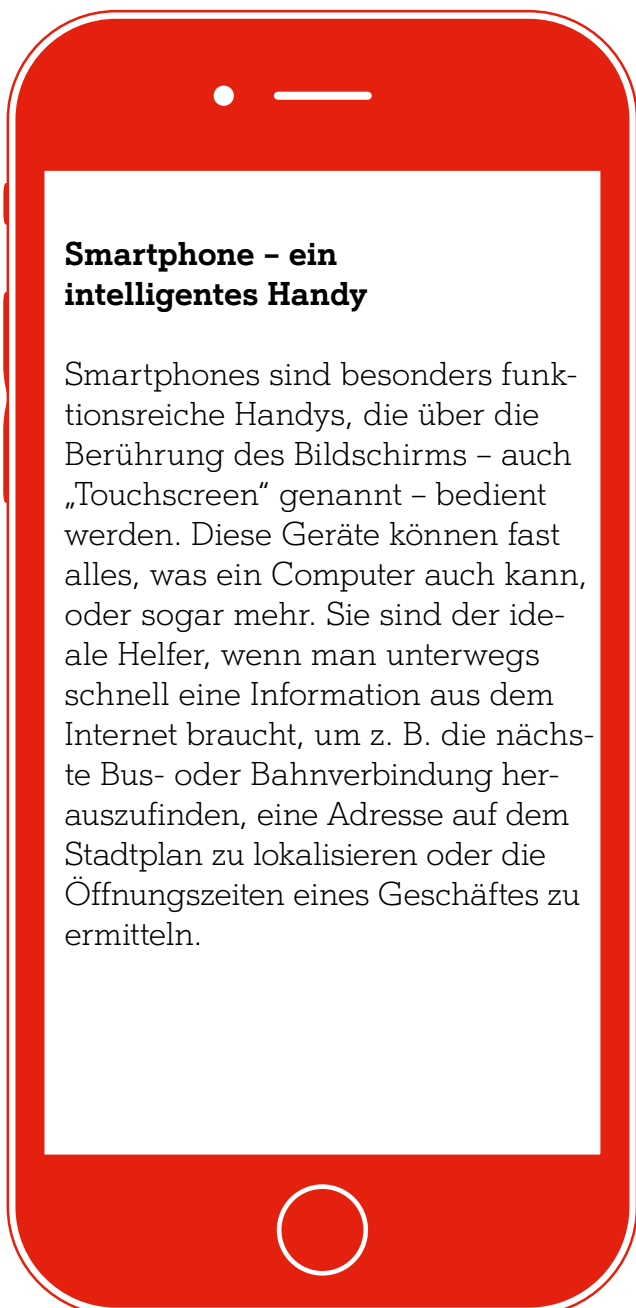 Smartphone – ein
intelligentes Handy
Smartphones sind besonders funk-
tionsreiche Handys, die über die
Berührung des Bildschirms – auch
„Touchscreen“ genannt – bedient
werden. Diese Geräte können fast
alles, was ein Computer auch kann,
oder sogar mehr. Sie sind der ide-
ale Helfer, wenn man unterwegs
schnell eine Information aus dem
Internet braucht, um z. B. die nächs-
te Bus- oder Bahnverbindung her-
auszufinden, eine Adresse auf dem
Stadtplan zu lokalisieren oder die
Öffnungszeiten eines Geschäftes zu
ermitteln.